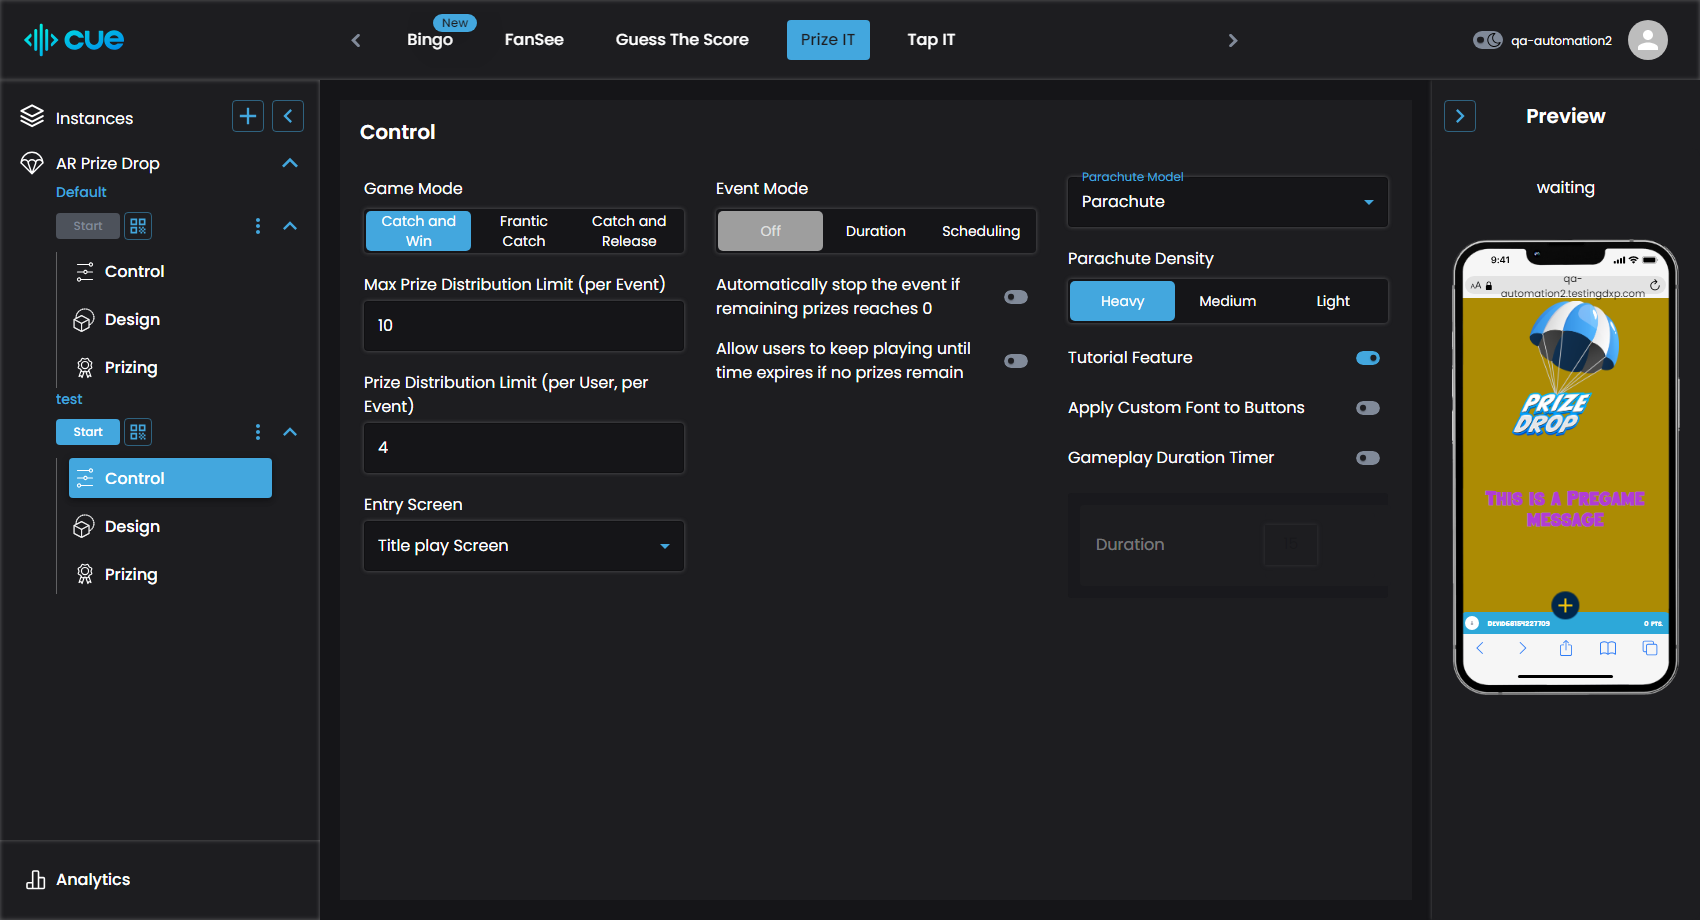 cue
New
Bingo
FanSee
Guess The Score
Prize IT
Tap IT
qa-automation2
Instances
AR Prize Drop
Default
Start
Control
Design
Prizing
test
Start
Control
Design
Prizing
Analytics
Control
Game Mode
Catch and
Win
Frantic
Catch
Catch and
Release
Max Prize Distribution Limit (per Event)
10
Prize Distribution Limit (per User, per
Event)
4
Entry Screen
Title play Screen
Event Mode
Off
Duration
Scheduling
Automatically stop the event if
remaining prizes reaches 0
Allow users to keep playing until
time expires if no prizes remain
Parachute Model
Parachute
Parachute Density
Heavy
Medium
Light
Tutorial Feature
Apply Custom Font to Buttons
Gameplay Duration Timer
Duration
Preview
waiting
9:41
AA
qa-
automation2.testingdxp.com
PRIZE
DROP
This is a Pregame
message
0 PTS.